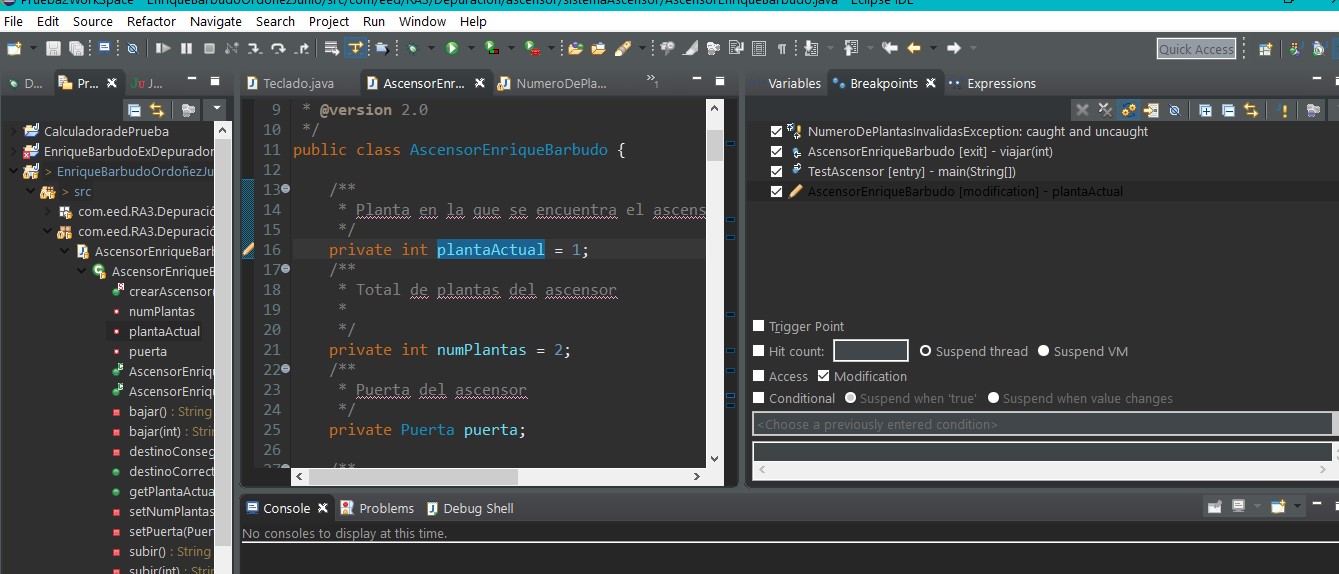 Prueba2WorkSpace - EnriqueBarbudoOrdoñezJunio/src/com/eed/RA3/Depuracion/ascensor/sistemaAscensor/AscensorEnriqueBarbudo.java - Eclipse IDE
File Edit Source Refactor Navigate Search Project Run Window Help
Quick Access
D... Pr... Ju J...
CalculadoradePrueba
EnriqueBarbudoExDepurador
> EnriqueBarbudoOrdoñezJu
> src
com.eed.RA3.Depuració
com.eed.RA3.Depuració
AscensorEnriqueBarl
AscensorEnriqueE
crearAscensor
numPlantas
plantaActual
puerta
AscensorEnriq
AscensorEnriq
bajar() : String
bajar(int) : Strir
destinoConseg
destinoCorrect
getPlantaActua
setNumPlantas
setPuerta(Puer
subir() : String
subir(int) : Strir
Teclado.java AscensorEnr... NumeroDePla... »1
9 * @version 2.0
10 */
11 public class AscensorEnriqueBarbudo {
12
13 /**
14 * Planta en la que se encuentra el ascens
15 */
16 private int plantaActual = 1;
17 /**
18 * Total de plantas del ascensor
19 *
20 */
21 private int numPlantas = 2;
22 /**
23 * Puerta del ascensor
24 */
25 private Puerta puerta;
26
27 /**
Variables Breakpoints Expressions
NumeroDePlantasInvalidasException: caught and uncaught
AscensorEnriqueBarbudo [exit] - viajar(int)
TestAscensor [entry] - main(String[])
AscensorEnriqueBarbudo [modification] - plantaActual
Trigger Point
Hit count: Suspend thread Suspend VM
Access Modification
Conditional Suspend when 'true' Suspend when value changes
<Choose a previously entered condition>
Console Problems Debug Shell
No consoles to display at this time.